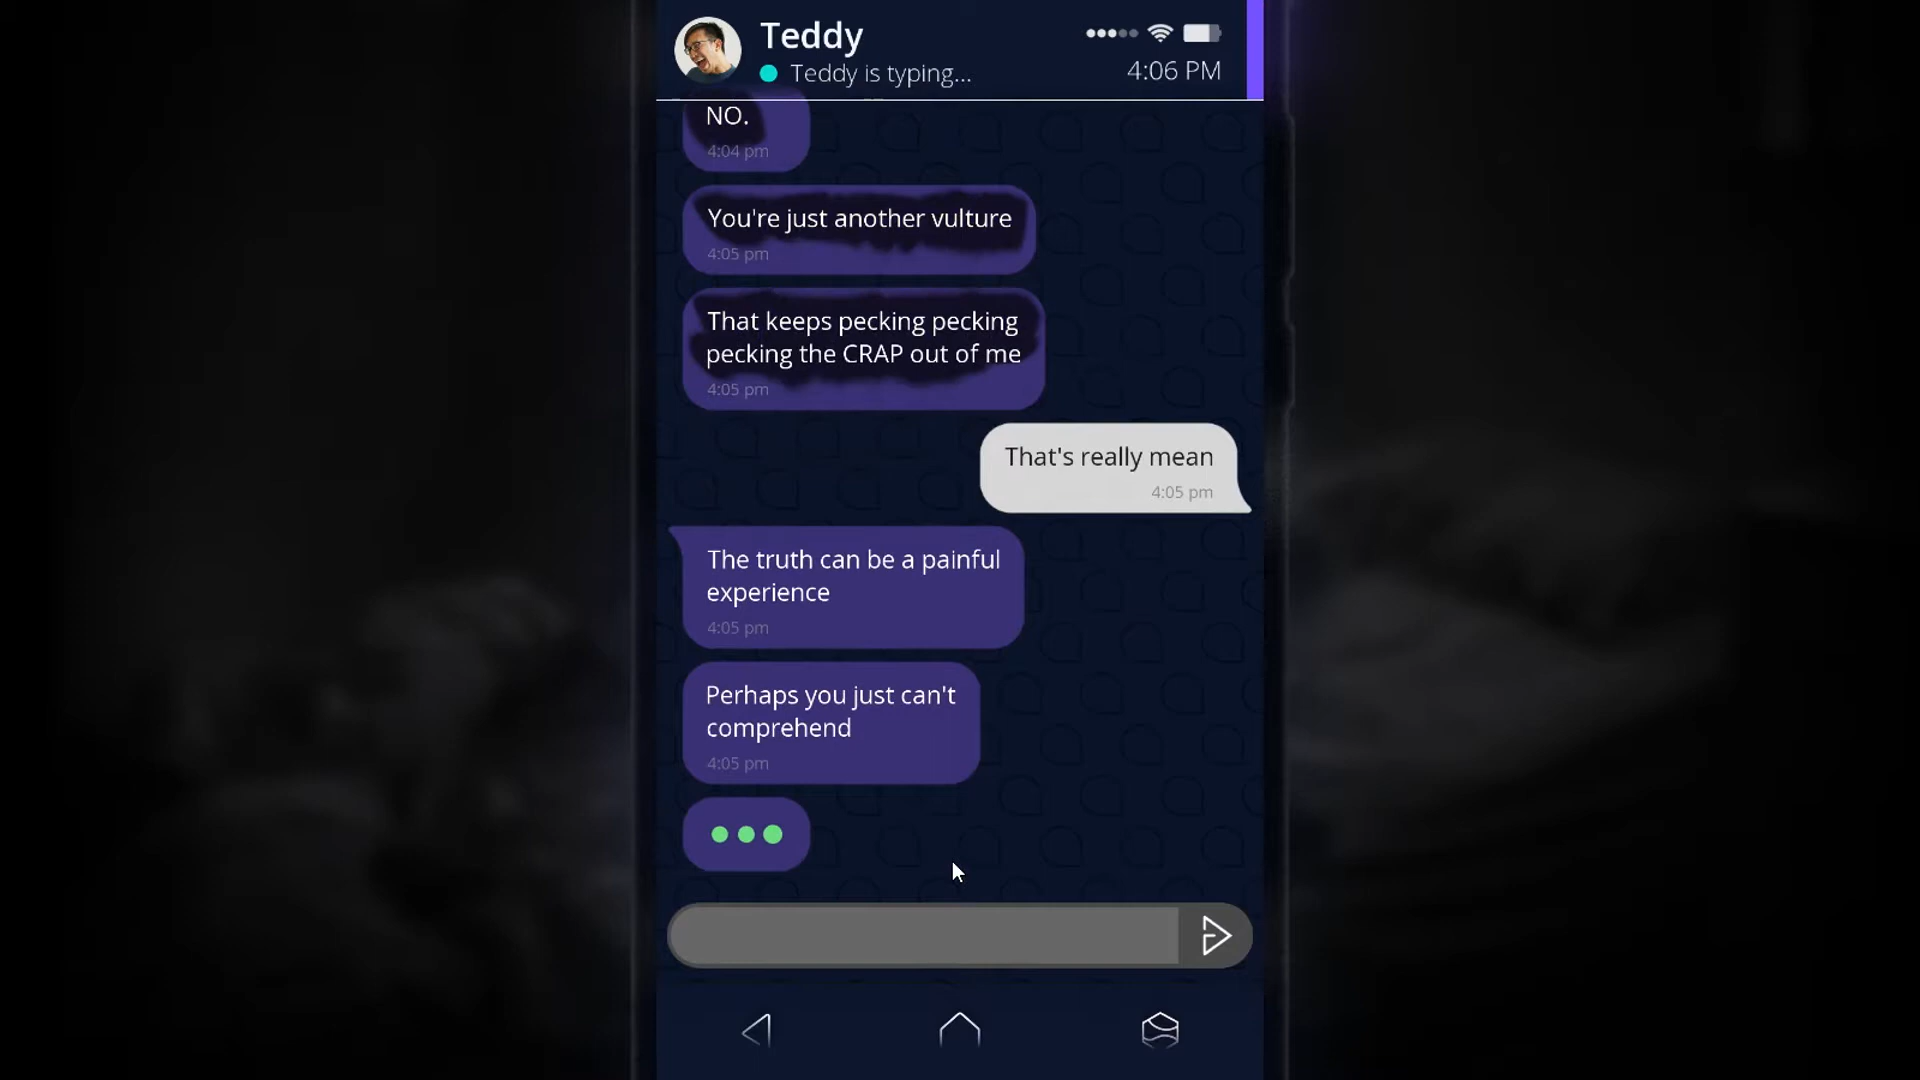 Teddy
Teddy is typing...
4:06 PM
NO.
4:04 pm
You're just another vulture
4:05 pm
That keeps pecking pecking
pecking the CRAP out of me
4:05 pm
That's really mean
4:05 pm
The truth can be a painful
experience
4:05 pm
Perhaps you just can't
comprehend
4:05 pm